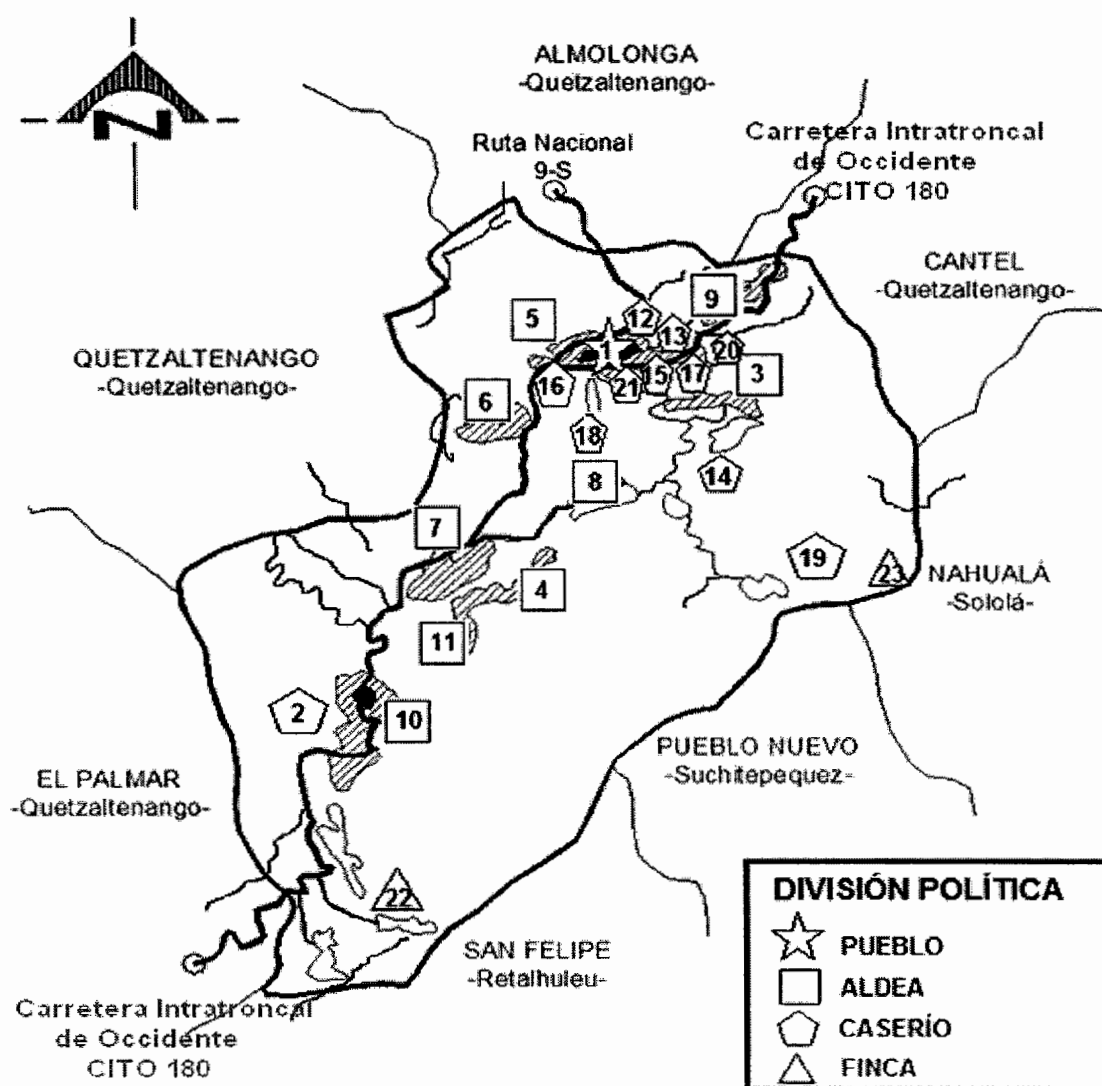 N
ALMOLONGA
-Quetzaltenango-
Ruta Nacional
9-S
Carretera Intratroncal
de Occidente
CITO 180
CANTEL
-Quetzaltenango-
QUETZALTENANGO
-Quetzaltenango-
9
12
5
13
1
20
15
17
3
16
21
6
18
14
8
7
19
23
NAHUALÁ
-Sololá-
4
11
2
10
PUEBLO NUEVO
-Suchitepequez-
EL PALMAR
-Quetzaltenango-
22
SAN FELIPE
-Retalhuleu-
Carretera Intratroncal
de Occidente
CITO 180
DIVISIÓN POLÍTICA
PUEBLO
ALDEA
CASERÍO
FINCA